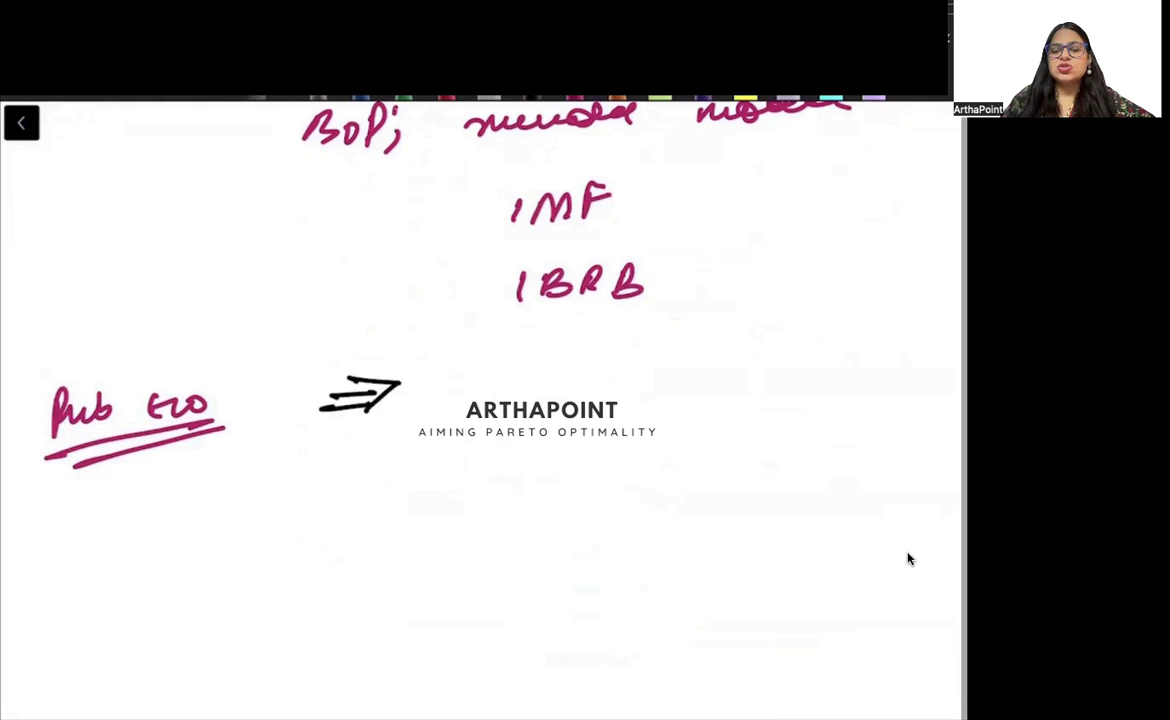 ArthaPoint
BOP;
IMF
IBRB
Pub Eco
ARTHAPOINT
AIMING PARETO OPTIMALITY